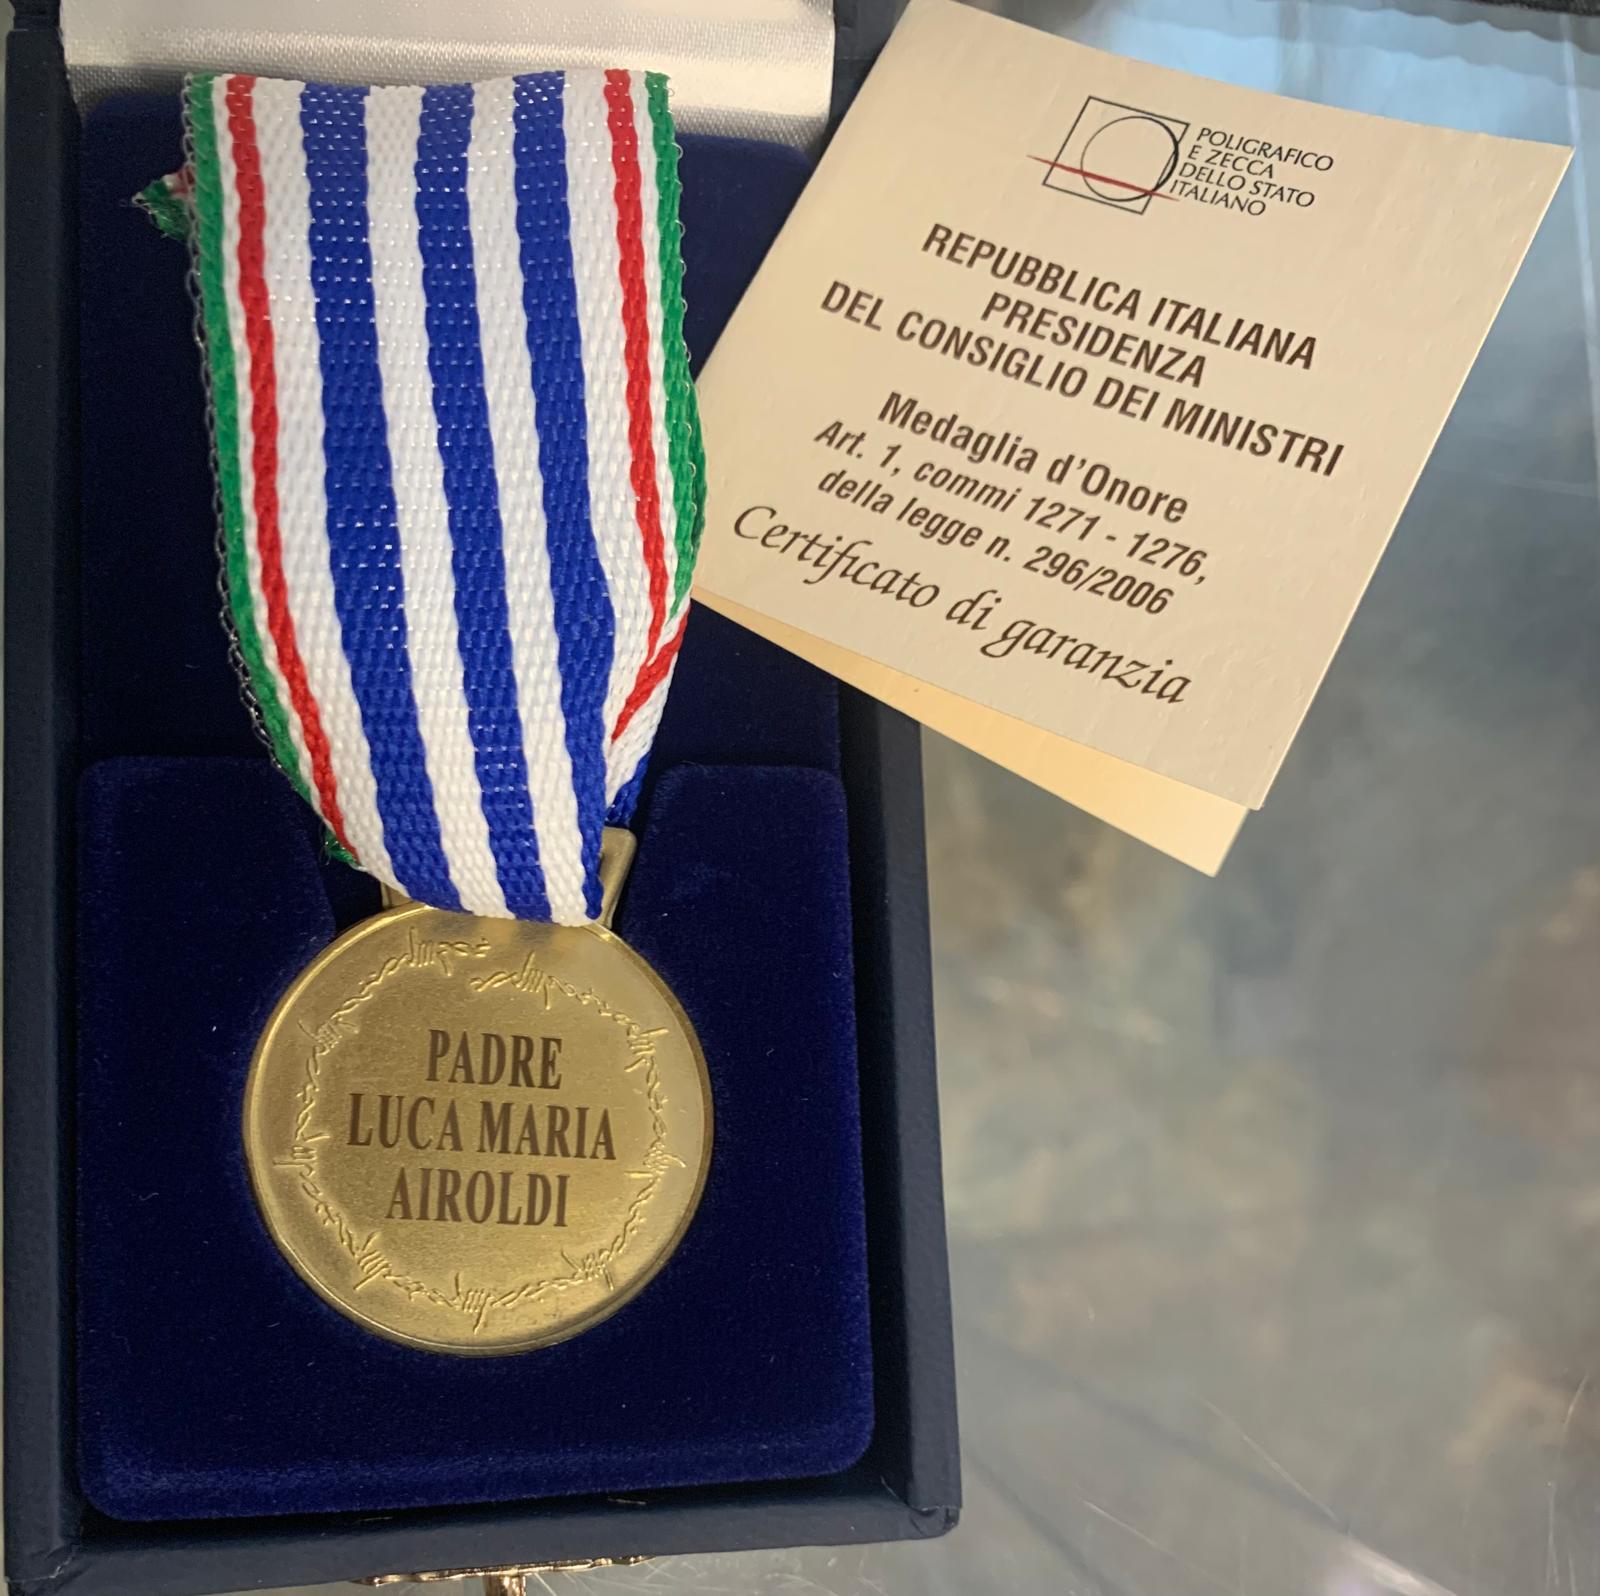 POLIGRAFICO
E ZECCA
DELLO STATO
ITALIANO
REPUBBLICA ITALIANA
PRESIDENZA
DEL CONSIGLIO DEI MINISTRI
Medaglia d'Onore
Art. 1, commi 1271 - 1276,
della legge n. 296/2006
Certificato di garanzia
PADRE
LUCA MARIA
AIROLDI